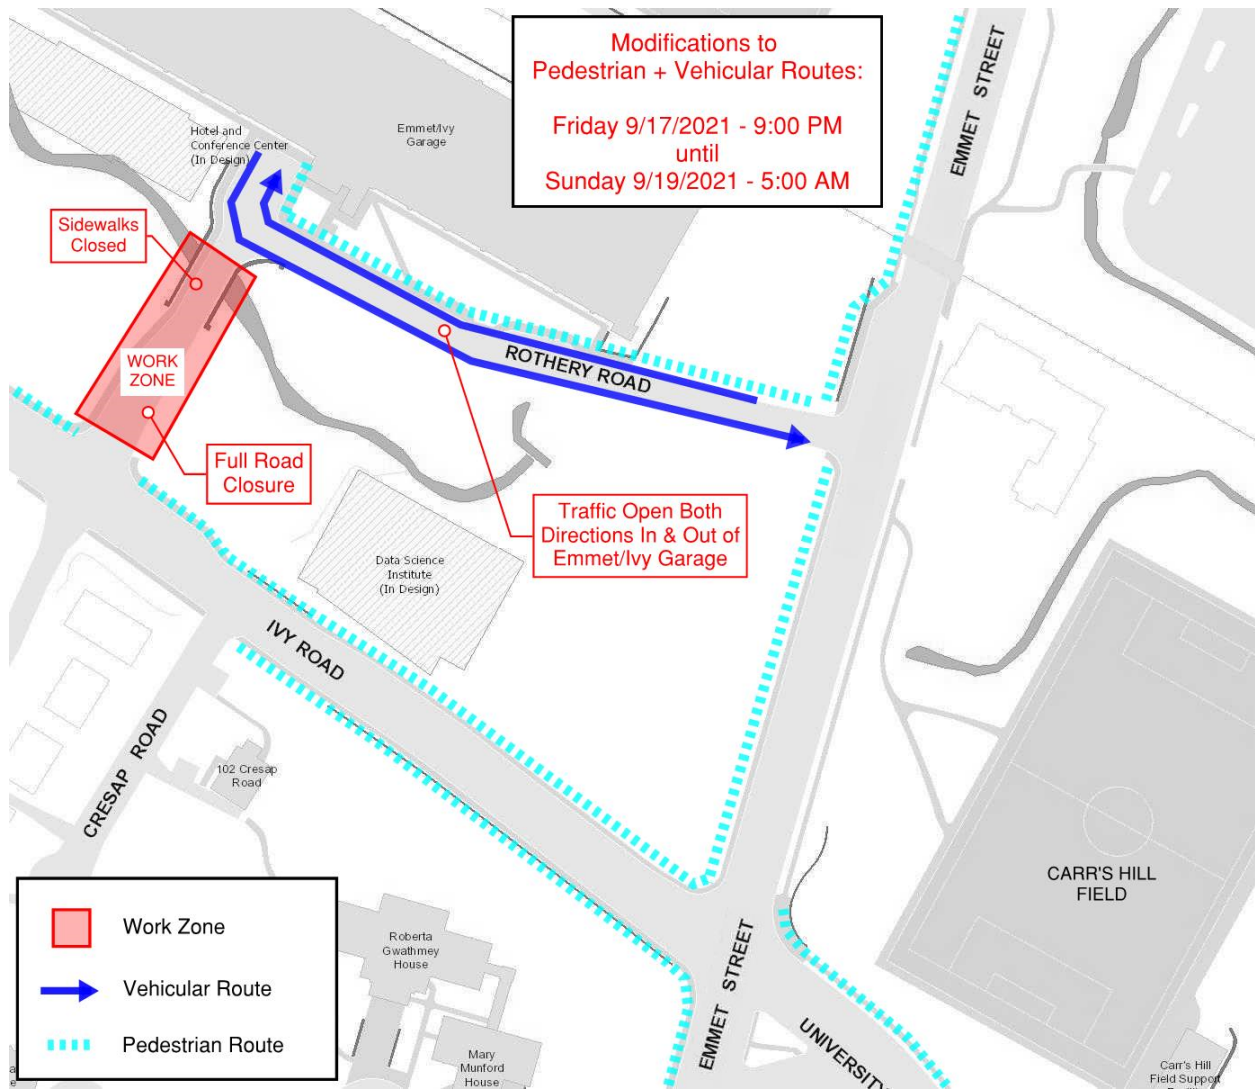 Modifications to
Pedestrian + Vehicular Routes:
Friday 9/17/2021 - 9:00 PM
until
Sunday 9/19/2021 - 5:00 AM
EMMET STREET
Hotel and
Conference Center
(In Design)
Emmet/Ivy
Garage
Sidewalks
Closed
WORK
ZONE
ROTHERY ROAD
Full Road
Closure
Traffic Open Both
Directions In & Out of
Emmet/Ivy Garage
Data Science
Institute
(In Design)
IVY ROAD
CRESAP ROAD
102 Cresap
Road
CARR'S HILL
FIELD
Work Zone
Vehicular Route
Pedestrian Route
Roberta
Gwathmey
House
EMMET STREET
UNIVERSITY
Mary
Munford
House
Carr's Hill
Field Support